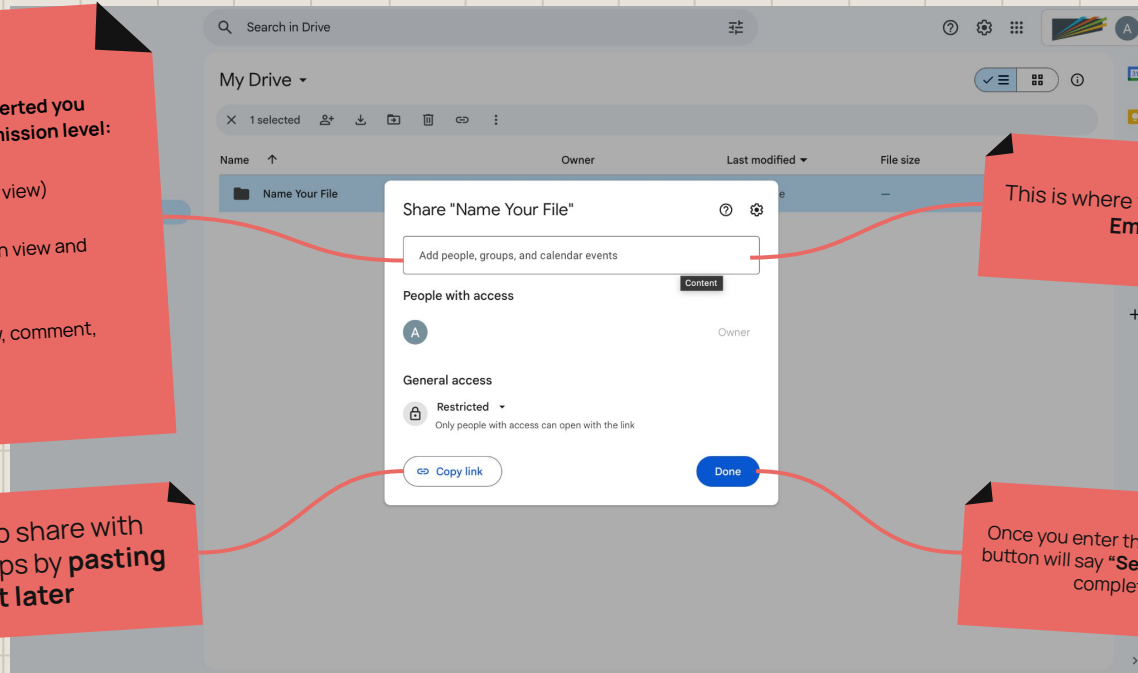 Search in Drive
A
My Drive
1 selected
Name
Owner
Last modified
File size
Name Your File
e
—
Share "Name Your File"
Add people, groups, and calendar events
Content
People with access
A
Owner
General access
Restricted
Only people with access can open with the link
Copy link
Done
erted you
nission level:
view)
n view and
, comment,
o share with
ps by pasting
t later
This is where
Em
Once you enter th
button will say “Se
complet